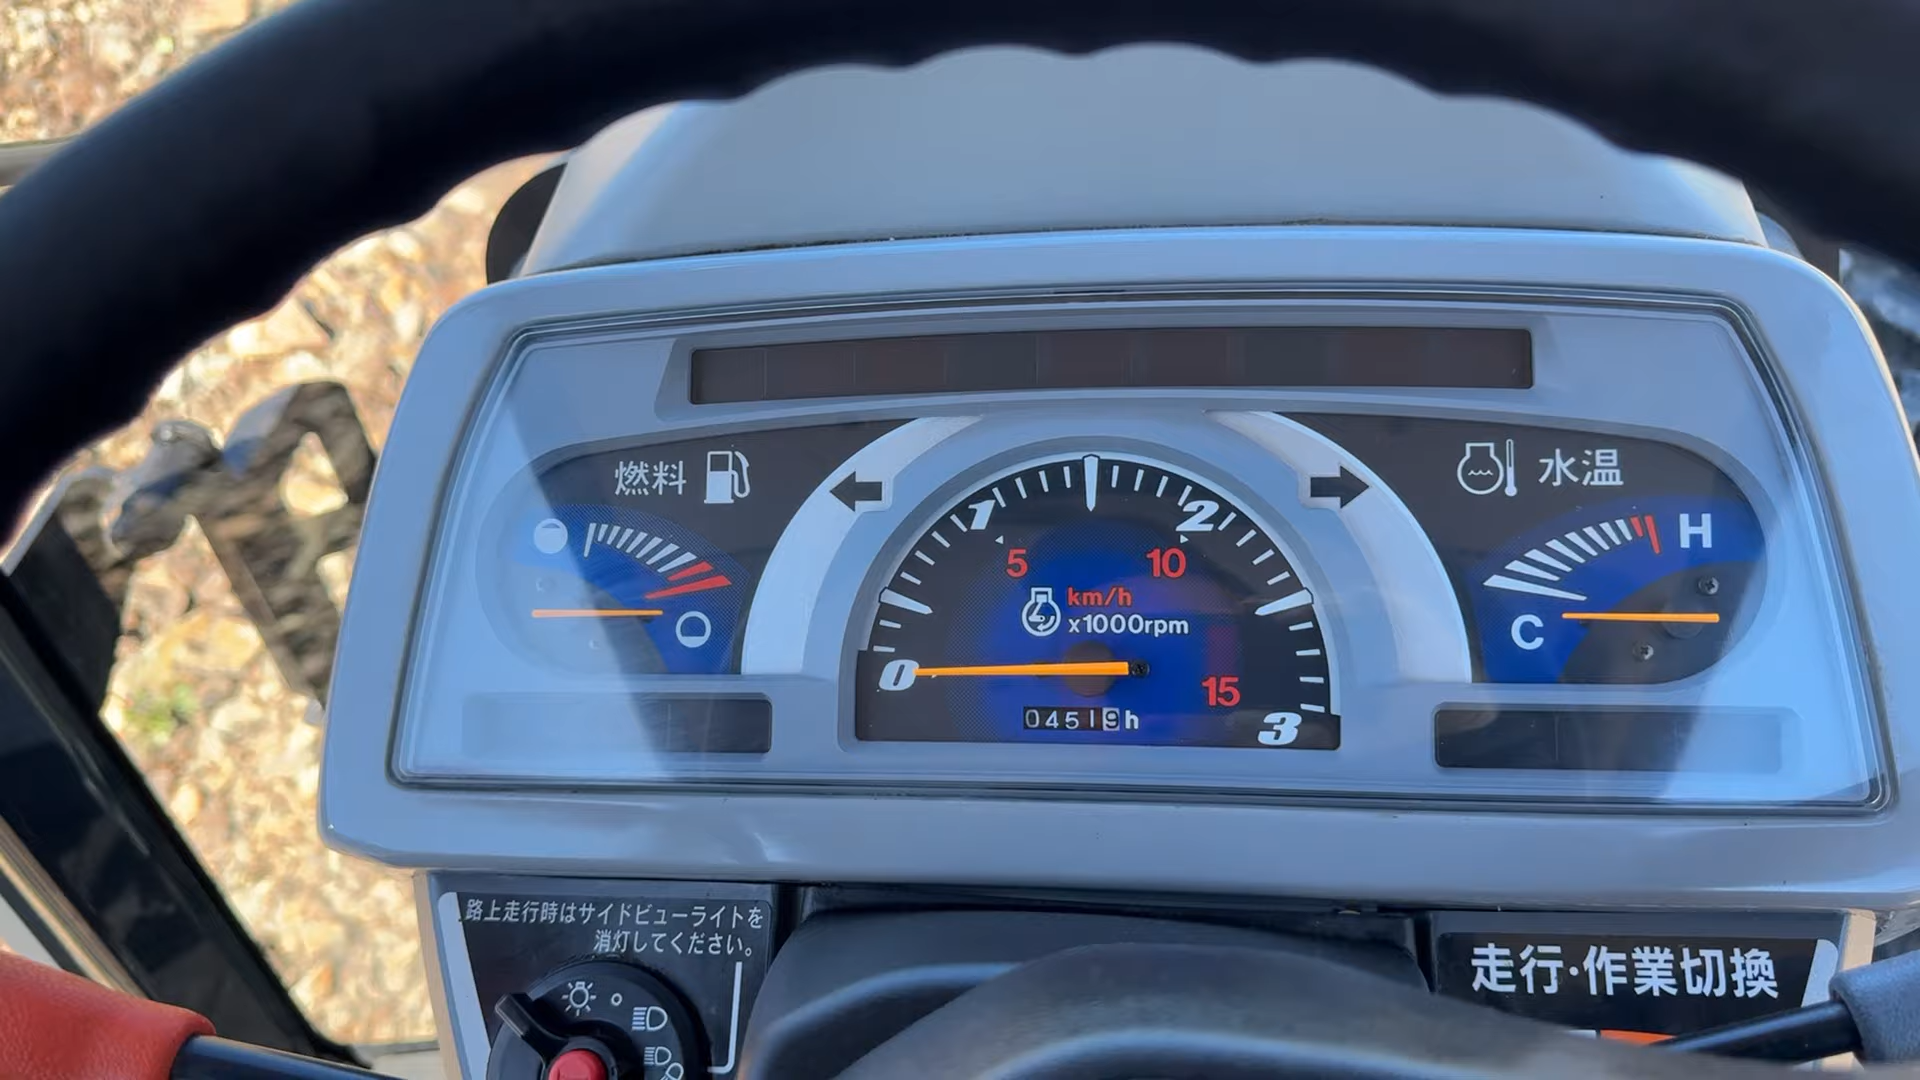 燃料
水温
H
C
1
2
5
10
km/h
x1000rpm
0
15
3
04519h
路上走行時はサイドビューライトを
消灯してください。
走行·作業切換